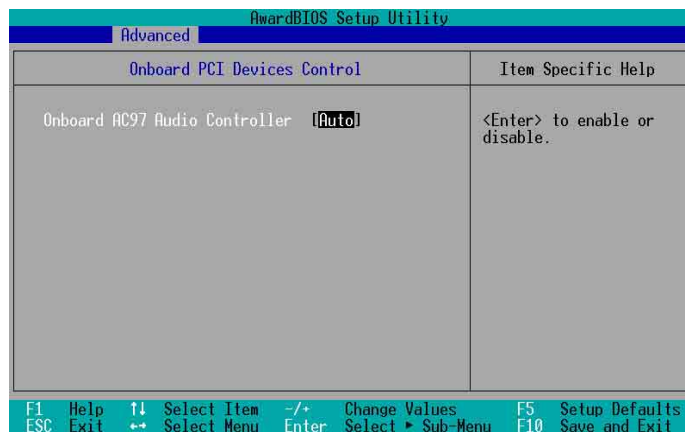 AwardBIOS Setup Utility
Advanced
Onboard PCI Devices Control
Item Specific Help
Onboard AC97 Audio Controller [Auto]
<Enter> to enable or
disable.
F1 Help ↑↓ Select Item -/+ Change Values F5 Setup Defaults
ESC Exit ↔ Select Menu Enter Select ► Sub-Menu F10 Save and Exit